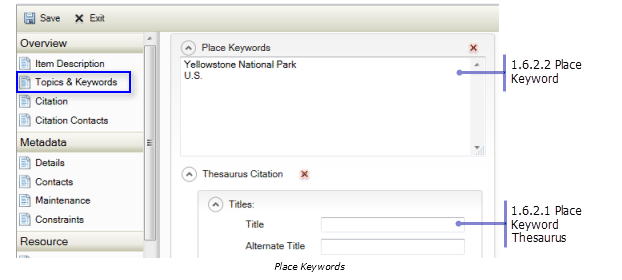 Save Exit
Overview
Item Description
Topics & Keywords
Citation
Citation Contacts
Metadata
Details
Contacts
Maintenance
Constraints
Resource
Place Keywords
Yellowstone National Park
U.S.
Thesaurus Citation
Titles:
Title
Alternate Title
1.6.2.2 Place
Keyword
1.6.2.1 Place
Keyword
Thesaurus
Place Keywords